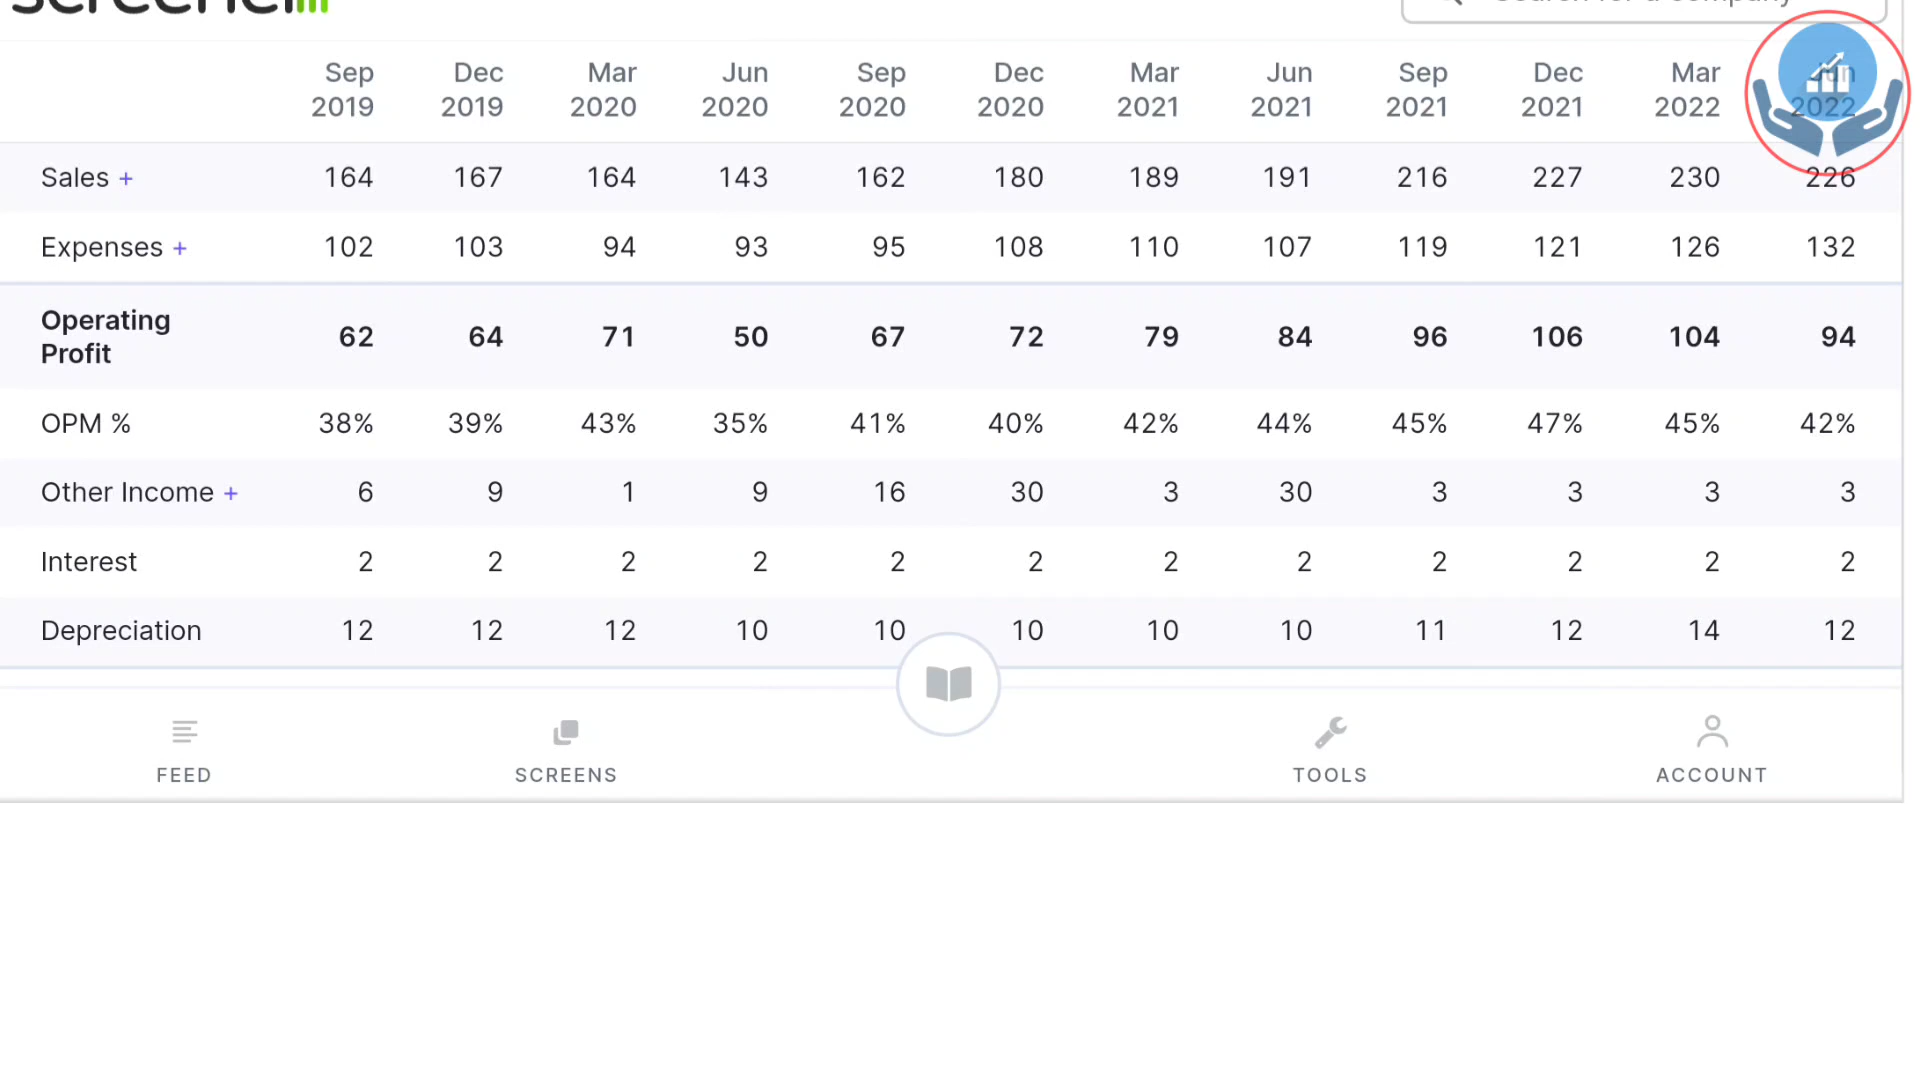 screener
Search for a company
Sep Dec Mar Jun Sep Dec Mar Jun Sep Dec Mar Jun
2019 2019 2020 2020 2020 2020 2021 2021 2021 2021 2022 2022
Sales + 164 167 164 143 162 180 189 191 216 227 230 226
Expenses + 102 103 94 93 95 108 110 107 119 121 126 132
Operating
Profit 62 64 71 50 67 72 79 84 96 106 104 94
OPM % 38% 39% 43% 35% 41% 40% 42% 44% 45% 47% 45% 42%
Other Income + 6 9 1 9 16 30 3 30 3 3 3 3
Interest 2 2 2 2 2 2 2 2 2 2 2 2
Depreciation 12 12 12 10 10 10 10 10 11 12 14 12
FEED SCREENS TOOLS ACCOUNT